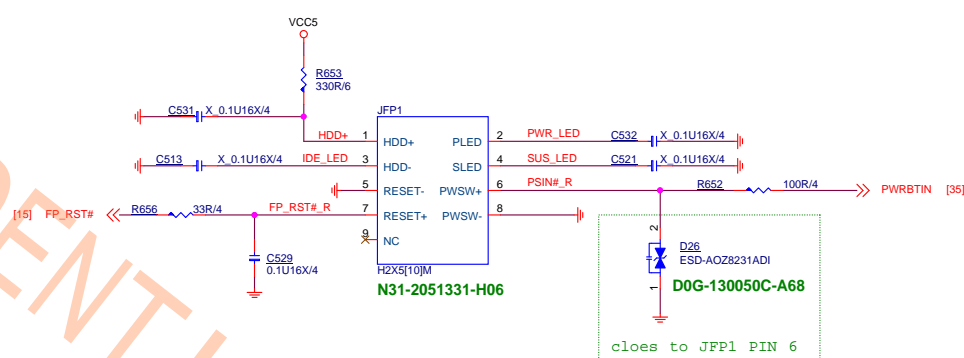 VCC5
R653
330R/6
C531 X_0.1U16X/4
JFP1
HDD+ 1 HDD+ PLED 2 PWR_LED C532 X_0.1U16X/4
C513 X_0.1U16X/4 IDE_LED 3 HDD- SLED 4 SUS_LED C521 X_0.1U16X/4
5 RESET- PWSW+ 6 PSIN#_R R652 100R/4 PWRBTIN [35]
[15] FP_RST# R656 33R/4 FP_RST#_R 7 RESET+ PWSW- 8
9 NC
C529
0.1U16X/4
H2X5[10]M
N31-2051331-H06
2
D26
ESD-AOZ8231ADI
1
D0G-130050C-A68
cloes to JFP1 PIN 6